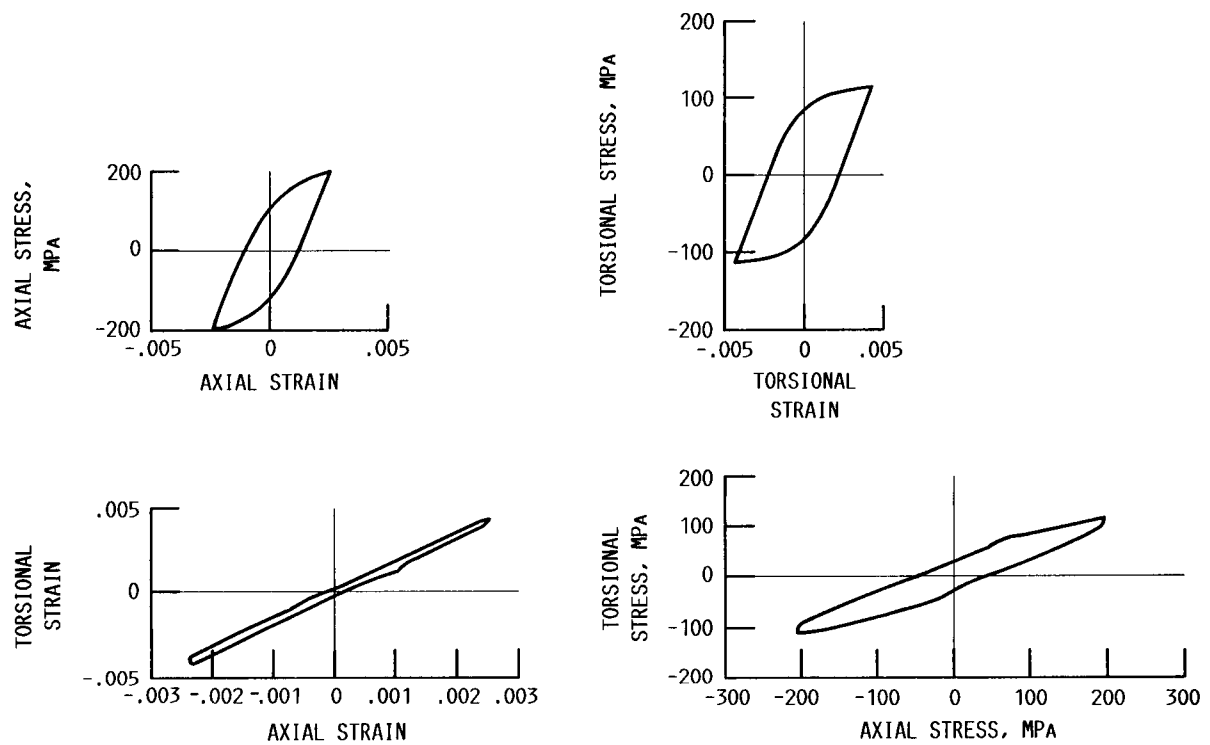 AXIAL STRESS,
MPA
200
0
-200
-.005 0 .005
AXIAL STRAIN
TORSIONAL STRESS, MPA
200
100
0
-100
-200
-.005 0 .005
TORSIONAL
STRAIN
TORSIONAL
STRAIN
.005
0
-.005
-.003 -.002 -.001 0 .001 .002 .003
AXIAL STRAIN
TORSIONAL
STRESS, MPA
200
100
0
-100
-200
-300 -200 -100 0 100 200 300
AXIAL STRESS, MPA